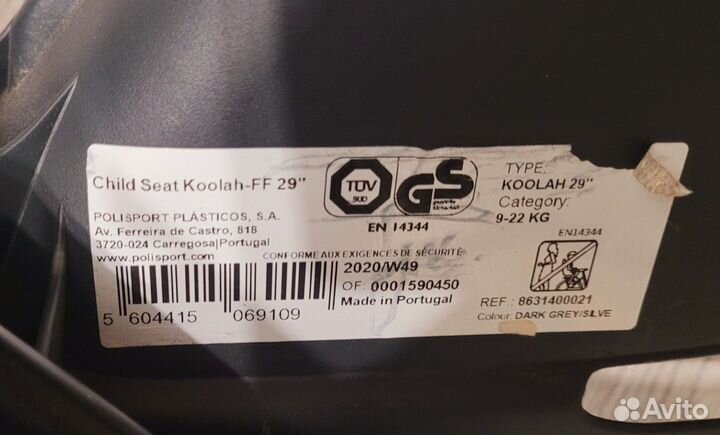 Child Seat Koolah-FF 29"
POLISPORT PLÁSTICOS, S.A.
Av. Ferreira de Castro, 818
3720-024 Carregosa|Portugal
www.polisport.com
TÜV
SÜD
GS
EN 14344
CONFORME AUX EXIGENCES DE SÉCURITÉ
2020/W49
OF: 0001590450
Made in Portugal
5 604415 069109
TYPE:
KOOLAH 29"
Category:
9-22 KG
EN14344
REF.: 8631400021
Colour: DARK GREY/SILVE
Avito